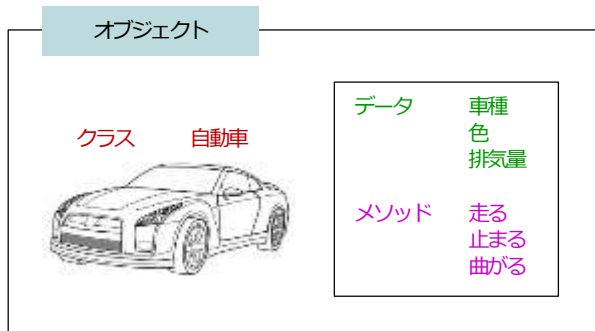 オブジェクト
クラス 自動車
データ 車種
色
排気量
メソッド 走る
止まる
曲がる